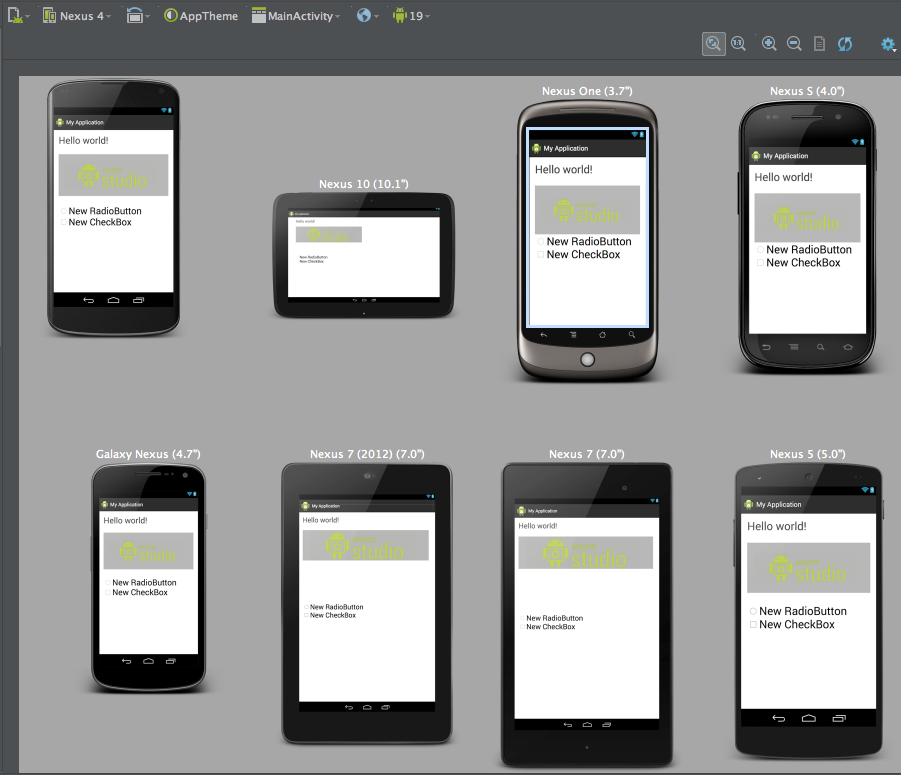 Nexus 4 AppTheme MainActivity 19
1:1
My Application
Hello world!
studio
New RadioButton
New CheckBox
Nexus 10 (10.1")
Hello world!
New RadioButton
New CheckBox
Nexus One (3.7")
My Application
Hello world!
studio
New RadioButton
New CheckBox
Nexus S (4.0")
My Application
Hello world!
studio
New RadioButton
New CheckBox
Galaxy Nexus (4.7")
My Application
Hello world!
studio
New RadioButton
New CheckBox
Nexus 7 (2012) (7.0")
My Application
Hello world!
studio
New RadioButton
New CheckBox
Nexus 7 (7.0")
My Application
Hello world!
studio
New RadioButton
New CheckBox
Nexus 5 (5.0")
My Application
Hello world!
studio
New RadioButton
New CheckBox